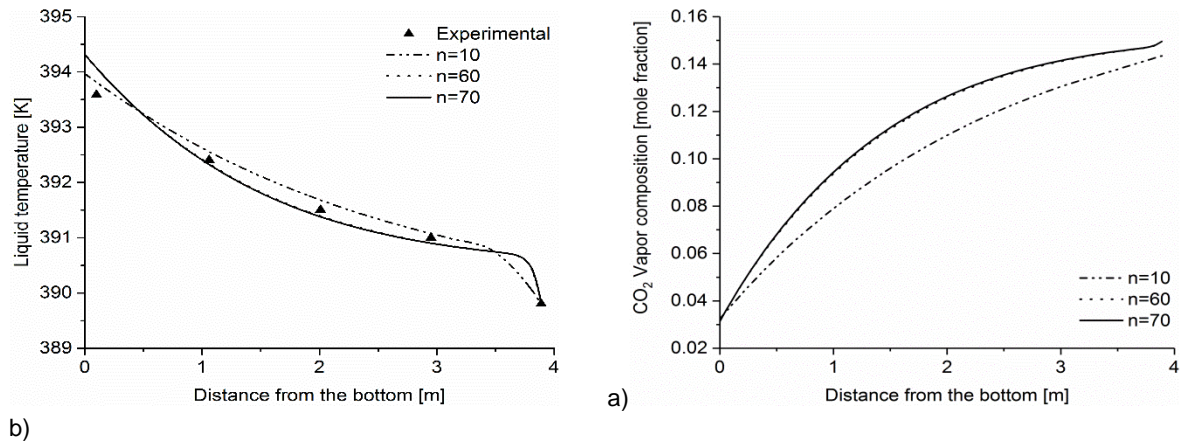 395
394
393
392
391
390
389
Liquid temperature [K]
Experimental
n=10
n=60
n=70
0
1
2
3
4
Distance from the bottom [m]
b)
0.16
0.14
0.12
0.10
0.08
0.06
0.04
0.02
CO₂ Vapor composition [mole fraction]
n=10
n=60
n=70
0
1
2
3
4
Distance from the bottom [m]
a)